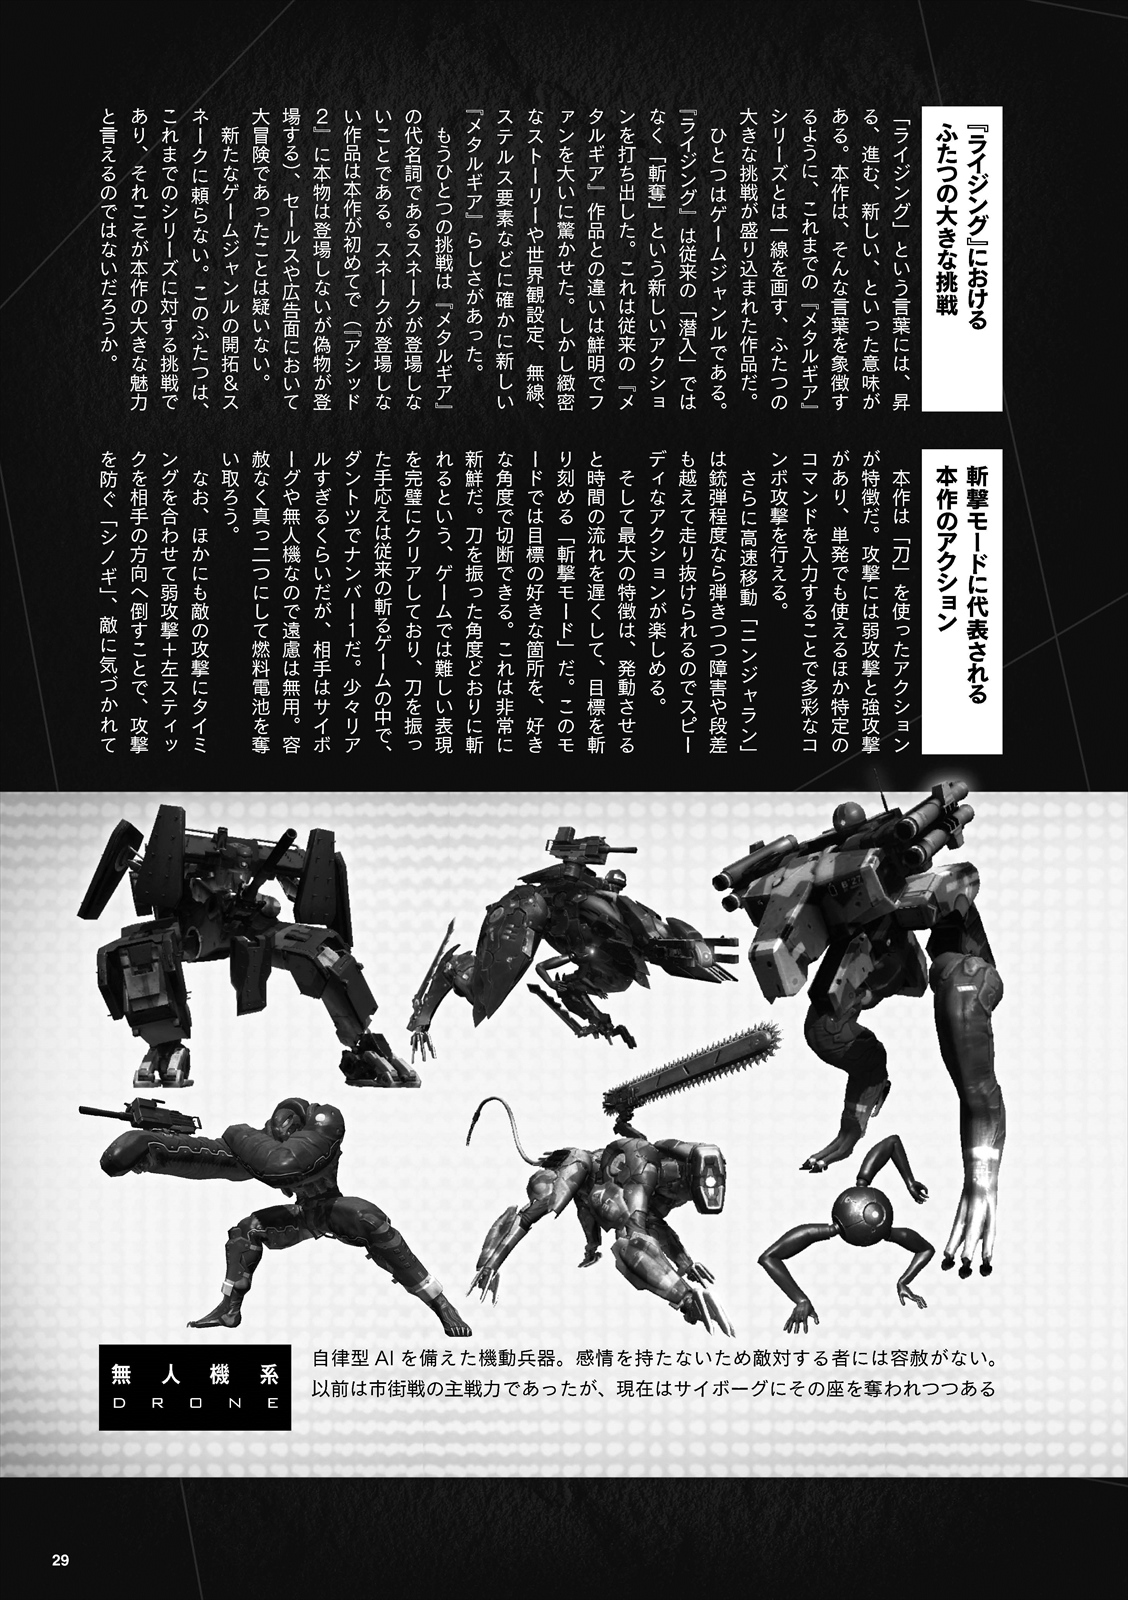 『ライジング』における
ふたつの大きな挑戦
「ライジング」という言葉には、昇
る、進む、新しい、といった意味が
ある。本作は、そんな言葉を象徴す
るように、これまでの『メタルギア』
シリーズとは一線を画す、ふたつの
大きな挑戦が盛り込まれた作品だ。
ひとつはゲームジャンルである。
『ライジング』は従来の「潜入」では
なく「斬奪」という新しいアクショ
ンを打ち出した。これは従来の『メ
タルギア』作品との違いは鮮明でフ
ァンを大いに驚かせた。しかし緻密
なストーリーや世界観設定、無線、
ステルス要素などに確かに新しい
『メタルギア』らしさがあった。
もうひとつの挑戦は『メタルギア』
の代名詞であるスネークが登場しな
いことである。スネークが登場しな
い作品は本作が初めてで（『アシッド
2』に本物は登場しないが偽物が登
場する）、セールスや広告面において
大冒険であったことは疑いない。
新たなゲームジャンルの開拓＆ス
ネークに頼らない。このふたつは、
これまでのシリーズに対する挑戦で
あり、それこそが本作の大きな魅力
と言えるのではないだろうか。
斬撃モードに代表される
本作のアクション
本作は「刀」を使ったアクション
が特徴だ。攻撃には弱攻撃と強攻撃
があり、単発でも使えるほか特定の
コマンドを入力することで多彩なコ
ンボ攻撃を行える。
さらに高速移動「ニンジャラン」
は銃弾程度なら弾きつつ障害や段差
も越えて走り抜けられるのでスピー
ディなアクションが楽しめる。
そして最大の特徴は、発動させる
と時間の流れを遅くして、目標を斬
り刻める「斬撃モード」だ。このモ
ードでは目標の好きな箇所を、好き
な角度で切断できる。これは非常に
新鮮だ。刀を振った角度どおりに斬
れるという、ゲームでは難しい表現
を完璧にクリアしており、刀を振っ
た手応えは従来の斬るゲームの中で、
ダントツでナンバー1だ。少々リア
ルすぎるくらいだが、相手はサイボ
ーグや無人機なので遠慮は無用。容
赦なく真っ二つにして燃料電池を奪
い取ろう。
なお、ほかにも敵の攻撃にタイミ
ングを合わせて弱攻撃＋左スティッ
クを相手の方向へ倒すことで、攻撃
を防ぐ「シノギ」、敵に気づかれて
無人機系
DRONE
自律型 AI を備えた機動兵器。感情を持たないため敵対する者には容赦がない。
以前は市街戦の主戦力であったが、現在はサイボーグにその座を奪われつつある
29